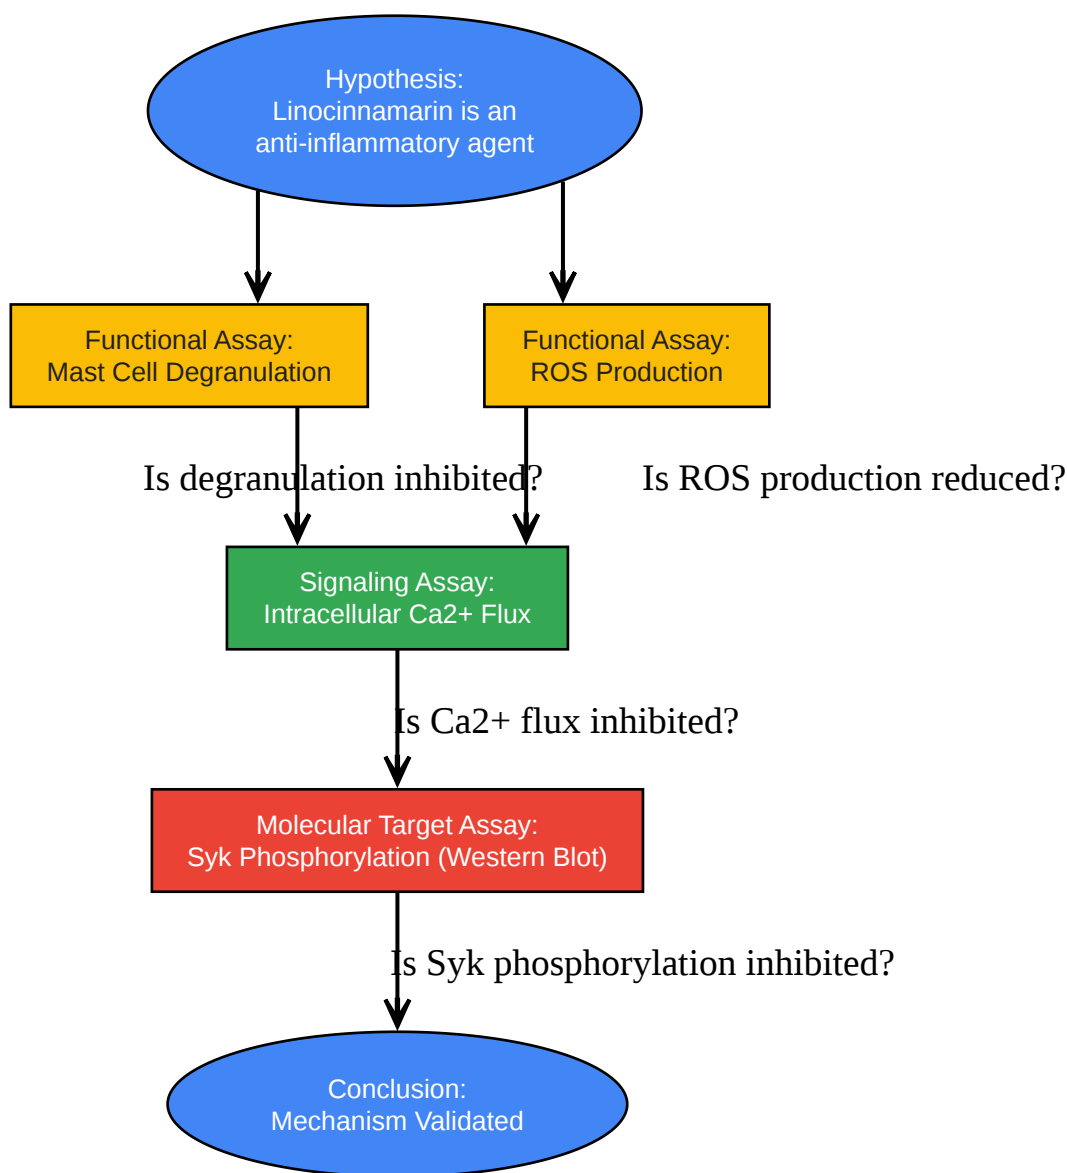 Hypothesis:
Linocinnamarin is an
anti-inflammatory agent
Functional Assay:
Mast Cell Degranulation
Functional Assay:
ROS Production
Is degranulation inhibited?
Is ROS production reduced?
Signaling Assay:
Intracellular Ca2+ Flux
Is Ca2+ flux inhibited?
Molecular Target Assay:
Syk Phosphorylation (Western Blot)
Is Syk phosphorylation inhibited?
Conclusion:
Mechanism Validated